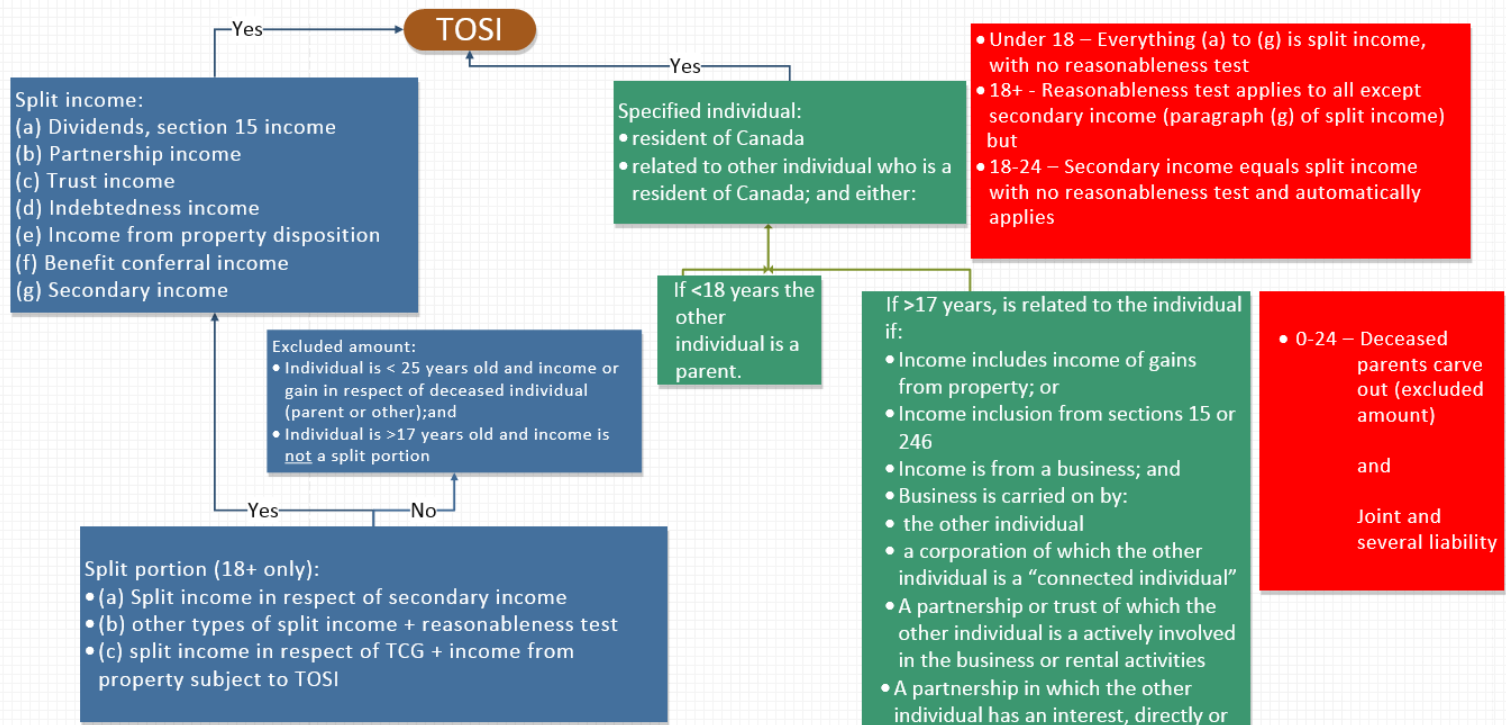 TOSI
Yes
Yes
Split income:
(a) Dividends, section 15 income
(b) Partnership income
(c) Trust income
(d) Indebtedness income
(e) Income from property disposition
(f) Benefit conferral income
(g) Secondary income
Specified individual:
• resident of Canada
• related to other individual who is a
resident of Canada; and either:
• Under 18 – Everything (a) to (g) is split income,
with no reasonableness test
• 18+ - Reasonableness test applies to all except
secondary income (paragraph (g) of split income)
but
• 18-24 – Secondary income equals split income
with no reasonableness test and automatically
applies
If <18 years the
other
individual is a
parent.
If >17 years, is related to the individual
if:
• Income includes income of gains
from property; or
• Income inclusion from sections 15 or
246
• Income is from a business; and
• Business is carried on by:
• the other individual
• a corporation of which the other
individual is a “connected individual”
• A partnership or trust of which the
other individual is a actively involved
in the business or rental activities
• A partnership in which the other
individual has an interest, directly or
• 0-24 – Deceased
parents carve
out (excluded
amount)
and
Joint and
several liability
Excluded amount:
• Individual is < 25 years old and income or
gain in respect of deceased individual
(parent or other);and
• Individual is >17 years old and income is
not a split portion
Yes
No
Split portion (18+ only):
• (a) Split income in respect of secondary income
• (b) other types of split income + reasonableness test
• (c) split income in respect of TCG + income from
property subject to TOSI